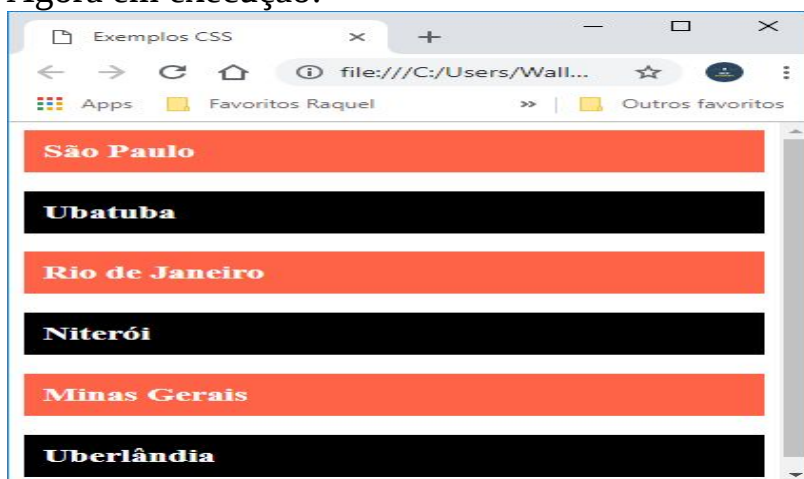 Agora em execução:
Exemplos CSS
file:///C:/Users/Wall...
Apps Favoritos Raquel » Outros favoritos
São Paulo
Ubatuba
Rio de Janeiro
Niterói
Minas Gerais
Uberlândia